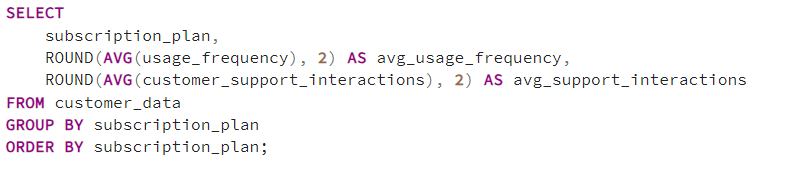 SELECT
    subscription_plan,
    ROUND(AVG(usage_frequency), 2) AS avg_usage_frequency,
    ROUND(AVG(customer_support_interactions), 2) AS avg_support_interactions
FROM customer_data
GROUP BY subscription_plan
ORDER BY subscription_plan;